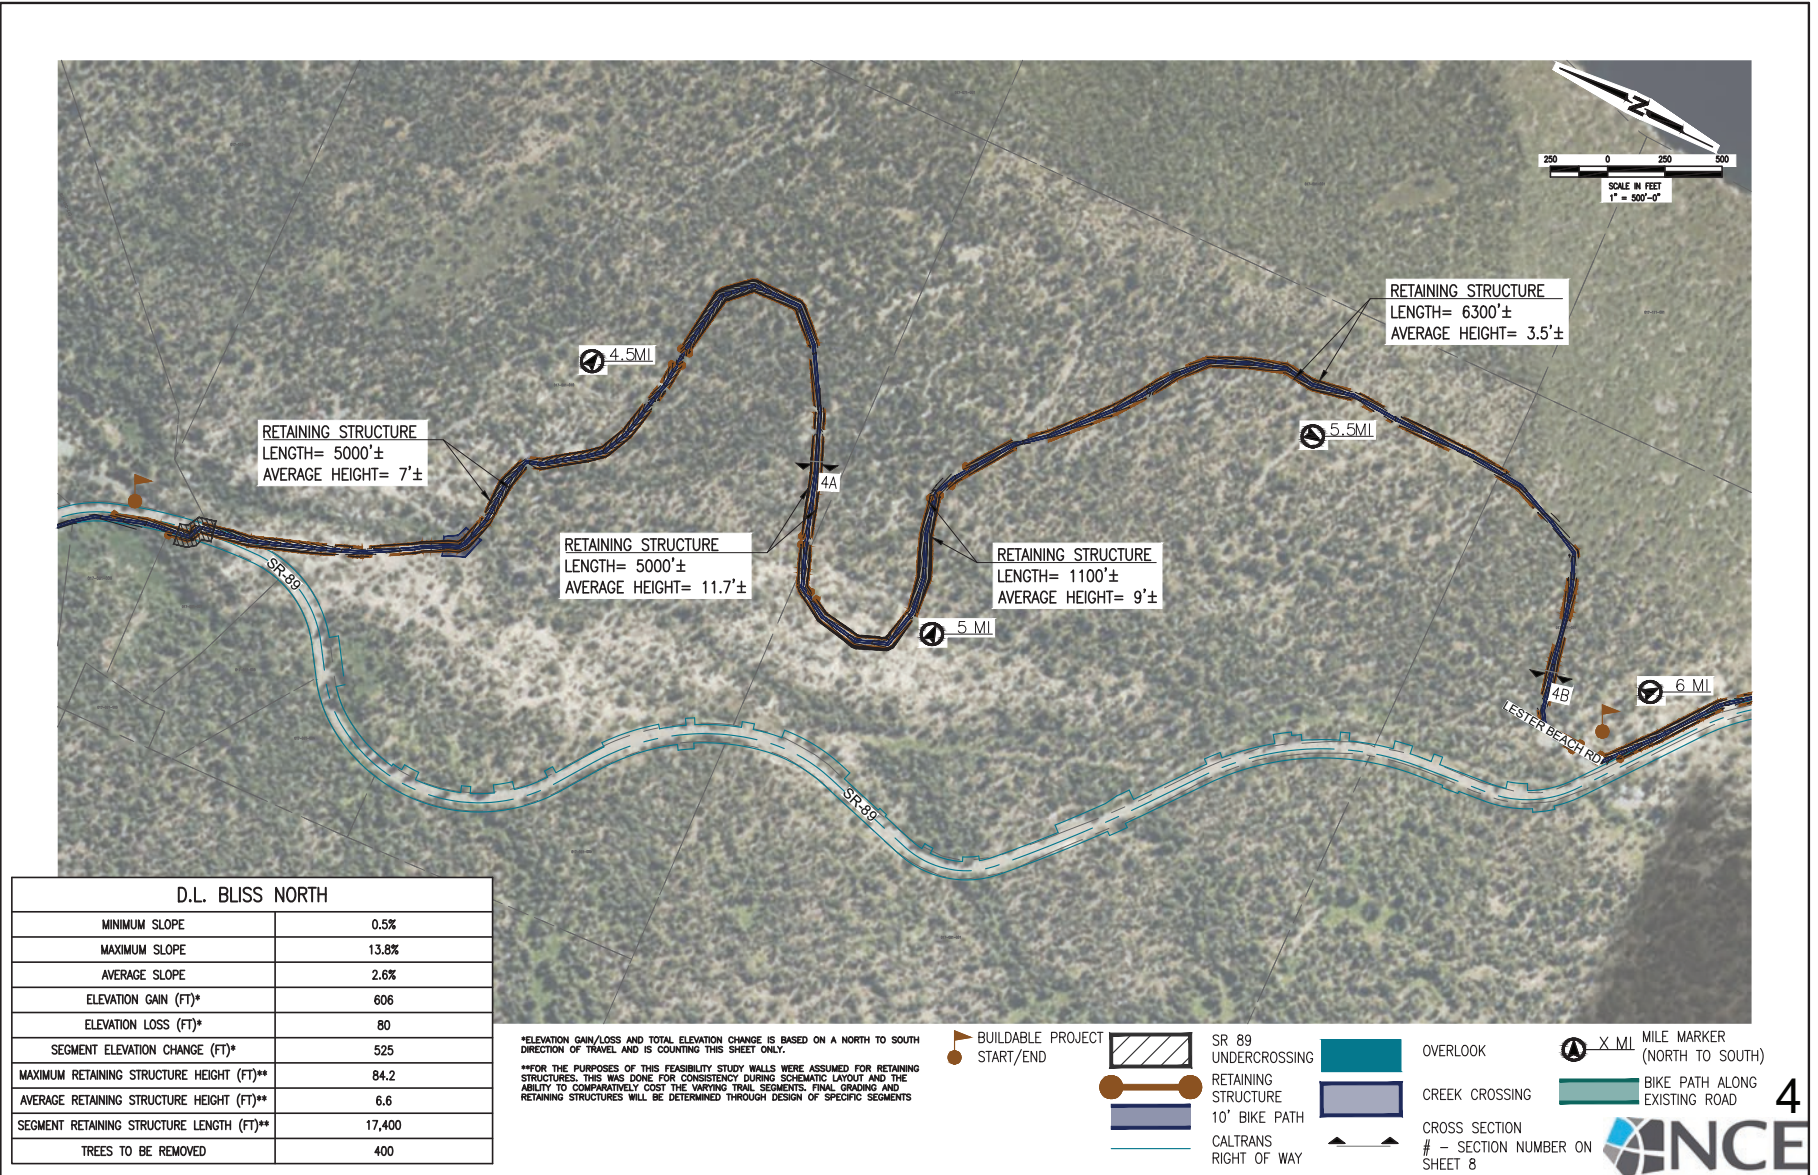 N
250 0 250 500
SCALE IN FEET
1" = 500'-0"
RETAINING STRUCTURE
LENGTH= 6300'±
AVERAGE HEIGHT= 3.5'±
4.5MI
5.5MI
RETAINING STRUCTURE
LENGTH= 5000'±
AVERAGE HEIGHT= 7'±
4A
RETAINING STRUCTURE
LENGTH= 5000'±
AVERAGE HEIGHT= 11.7'±
RETAINING STRUCTURE
LENGTH= 1100'±
AVERAGE HEIGHT= 9'±
5 MI
SR-89
4B
6 MI
LESTER BEACH RD
SR-89
D.L. BLISS NORTH
MINIMUM SLOPE 0.5%
MAXIMUM SLOPE 13.8%
AVERAGE SLOPE 2.6%
ELEVATION GAIN (FT)* 606
ELEVATION LOSS (FT)* 80
SEGMENT ELEVATION CHANGE (FT)* 525
MAXIMUM RETAINING STRUCTURE HEIGHT (FT)** 84.2
AVERAGE RETAINING STRUCTURE HEIGHT (FT)** 6.6
SEGMENT RETAINING STRUCTURE LENGTH (FT)** 17,400
TREES TO BE REMOVED 400
*ELEVATION GAIN/LOSS AND TOTAL ELEVATION CHANGE IS BASED ON A NORTH TO SOUTH
DIRECTION OF TRAVEL AND IS COUNTING THIS SHEET ONLY.
**FOR THE PURPOSES OF THIS FEASIBILITY STUDY WALLS WERE ASSUMED FOR RETAINING
STRUCTURES. THIS WAS DONE FOR CONSISTENCY DURING SCHEMATIC LAYOUT AND THE
ABILITY TO COMPARATIVELY COST THE VARYING TRAIL SEGMENTS. FINAL GRADING AND
RETAINING STRUCTURES WILL BE DETERMINED THROUGH DESIGN OF SPECIFIC SEGMENTS
BUILDABLE PROJECT
START/END
SR 89
UNDERCROSSING
RETAINING
STRUCTURE
10' BIKE PATH
CALTRANS
RIGHT OF WAY
OVERLOOK
CREEK CROSSING
CROSS SECTION
# - SECTION NUMBER ON
SHEET 8
X MI
MILE MARKER
(NORTH TO SOUTH)
BIKE PATH ALONG
EXISTING ROAD
4
NCE